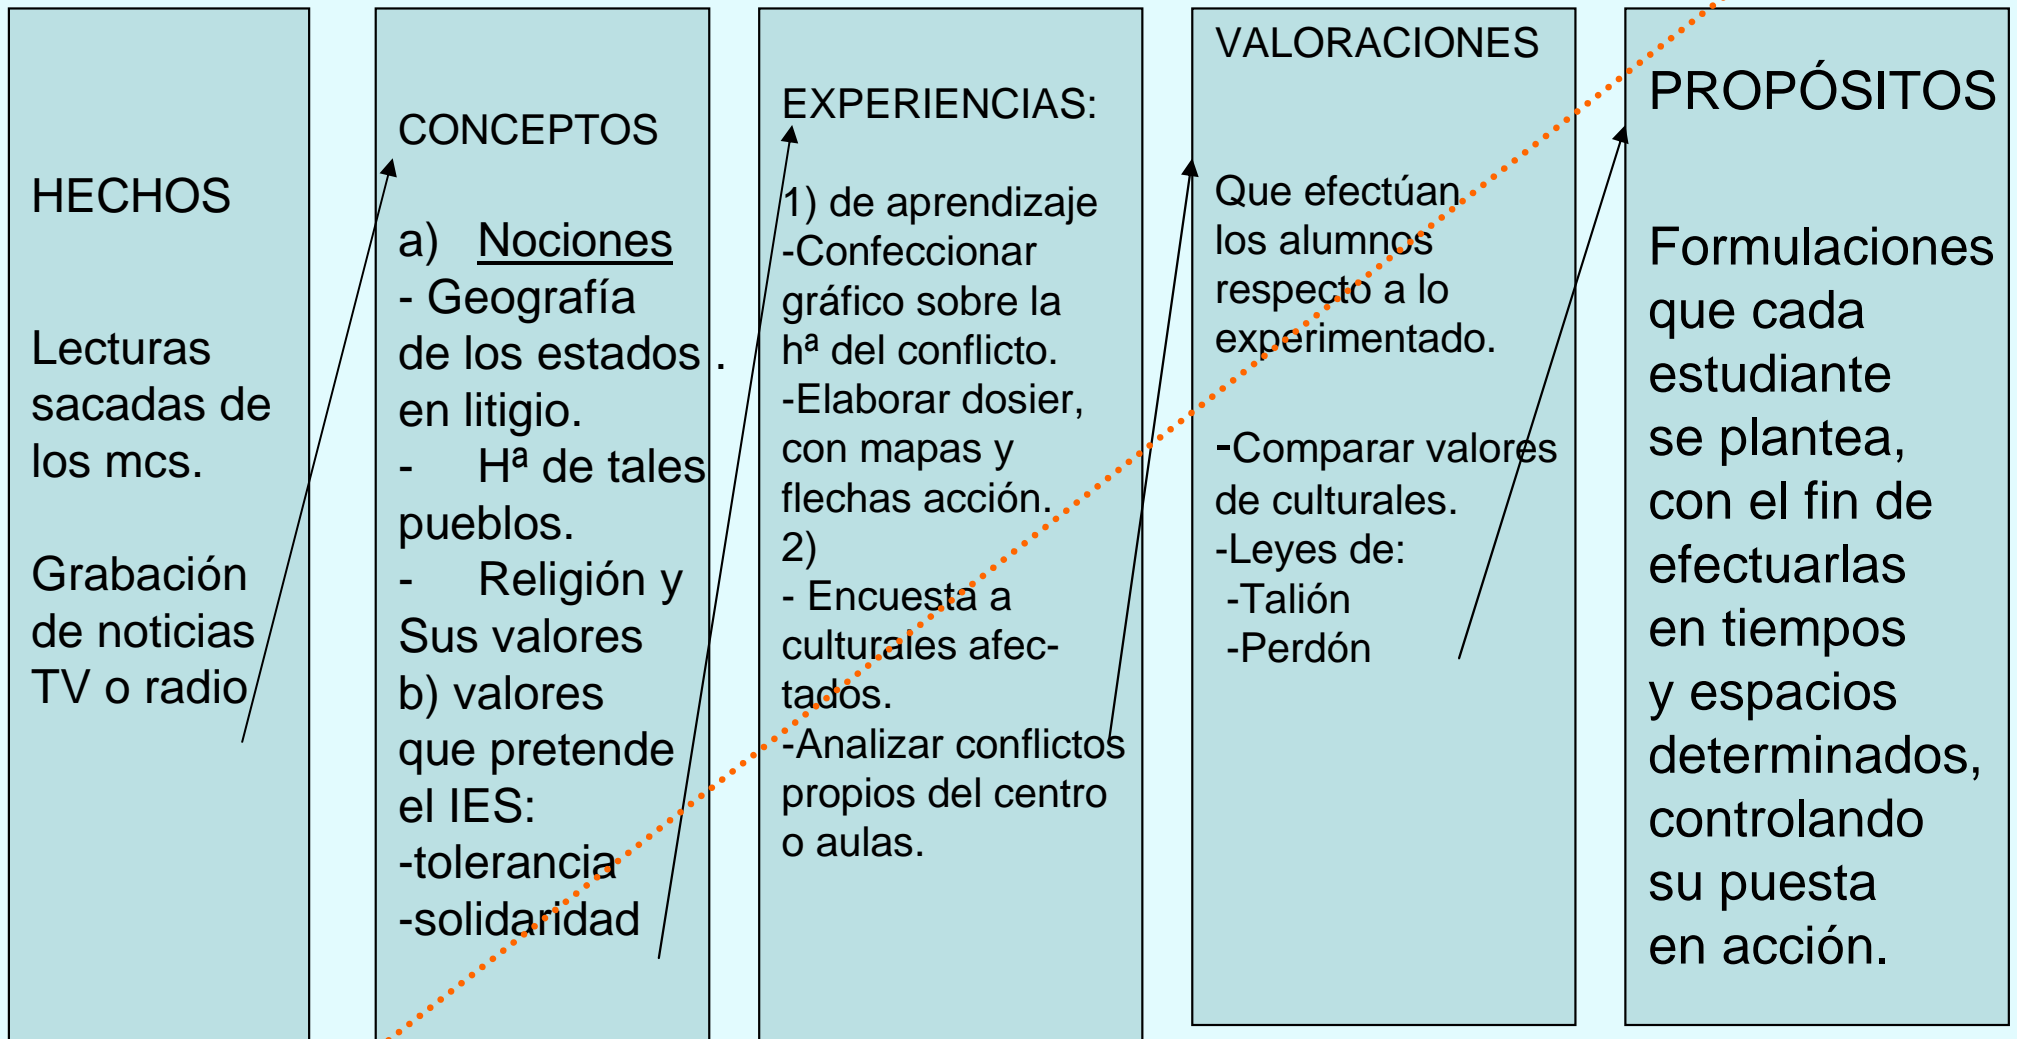 HECHOS
Lecturas
sacadas de
los mcs.
Grabación
de noticias
TV o radio
CONCEPTOS
a) Nociones
- Geografía
de los estados .
en litigio.
- Hª de tales
pueblos.
- Religión y
Sus valores
b) valores
que pretende
el IES:
-tolerancia
-solidaridad
EXPERIENCIAS:
1) de aprendizaje
-Confeccionar
gráfico sobre la
hª del conflicto.
-Elaborar dosier,
con mapas y
flechas acción.
2)
- Encuesta a
culturales afec-
tados.
-Analizar conflictos
propios del centro
o aulas.
VALORACIONES
Que efectúan
los alumnos
respecto a lo
experimentado.
-Comparar valores
de culturales.
-Leyes de:
-Talión
-Perdón
PROPÓSITOS
Formulaciones
que cada
estudiante
se plantea,
con el fin de
efectuarlas
en tiempos
y espacios
determinados,
controlando
su puesta
en acción.